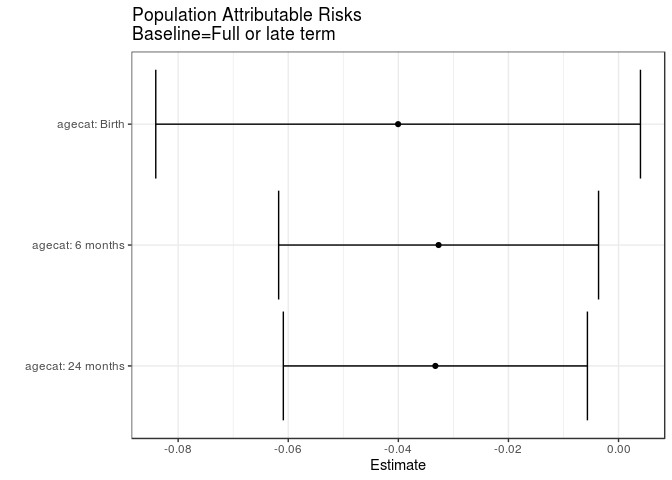 Population Attributable Risks
Baseline=Full or late term
agecat: Birth
agecat: 6 months
agecat: 24 months
-0.08 -0.06 -0.04 -0.02 0.00
Estimate